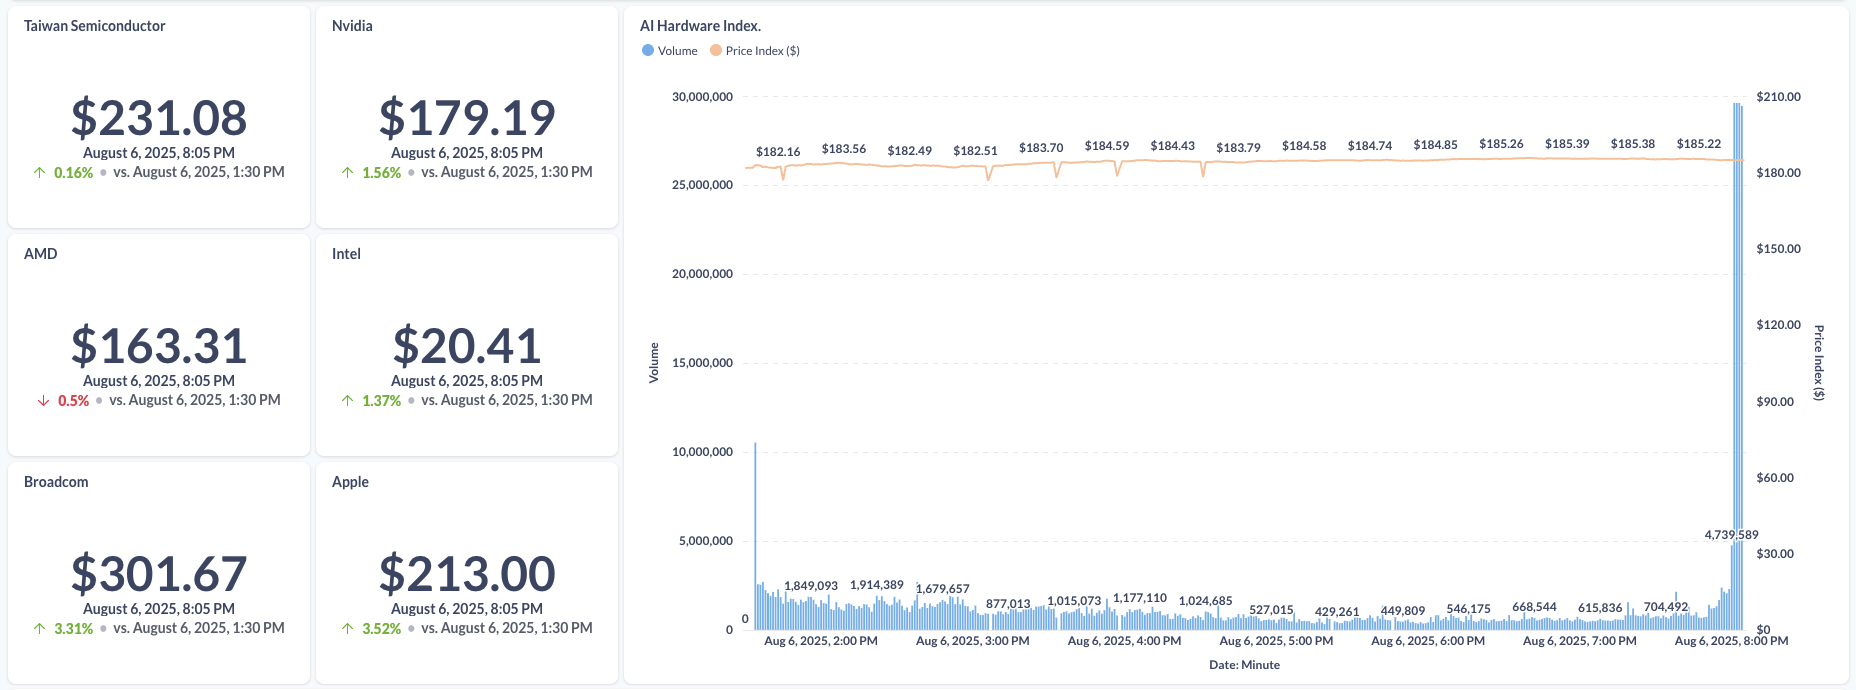 Taiwan Semiconductor
$231.08
August 6, 2025, 8:05 PM
0.16% • vs. August 6, 2025, 1:30 PM
Nvidia
$179.19
August 6, 2025, 8:05 PM
1.56% • vs. August 6, 2025, 1:30 PM
AMD
$163.31
August 6, 2025, 8:05 PM
0.5% • vs. August 6, 2025, 1:30 PM
Intel
$20.41
August 6, 2025, 8:05 PM
1.37% • vs. August 6, 2025, 1:30 PM
Broadcom
$301.67
August 6, 2025, 8:05 PM
3.31% • vs. August 6, 2025, 1:30 PM
Apple
$213.00
August 6, 2025, 8:05 PM
3.52% • vs. August 6, 2025, 1:30 PM
AI Hardware Index.
Volume Price Index ($)
30,000,000
25,000,000
20,000,000
15,000,000
10,000,000
5,000,000
0
Volume
$182.16 $183.56 $182.49 $182.51 $183.70 $184.59 $184.43 $183.79 $184.58 $184.74 $184.85 $185.26 $185.39 $185.38 $185.22
0 1,849,093 1,914,389 1,679,657 877,013 1,015,073 1,177,110 1,024,685 527,015 429,261 449,809 546,175 668,544 615,836 704,492 4,739,589
$210.00
$180.00
$150.00
$120.00
$90.00
$60.00
$30.00
$0
Price Index ($)
Aug 6, 2025, 2:00 PM Aug 6, 2025, 3:00 PM Aug 6, 2025, 4:00 PM Aug 6, 2025, 5:00 PM Aug 6, 2025, 6:00 PM Aug 6, 2025, 7:00 PM Aug 6, 2025, 8:00 PM
Date: Minute